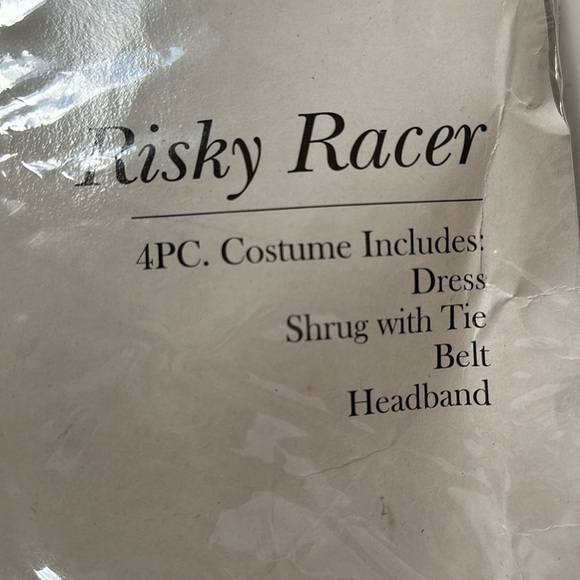 Risky Racer
4PC. Costume Includes:
Dress
Shrug with Tie
Belt
Headband